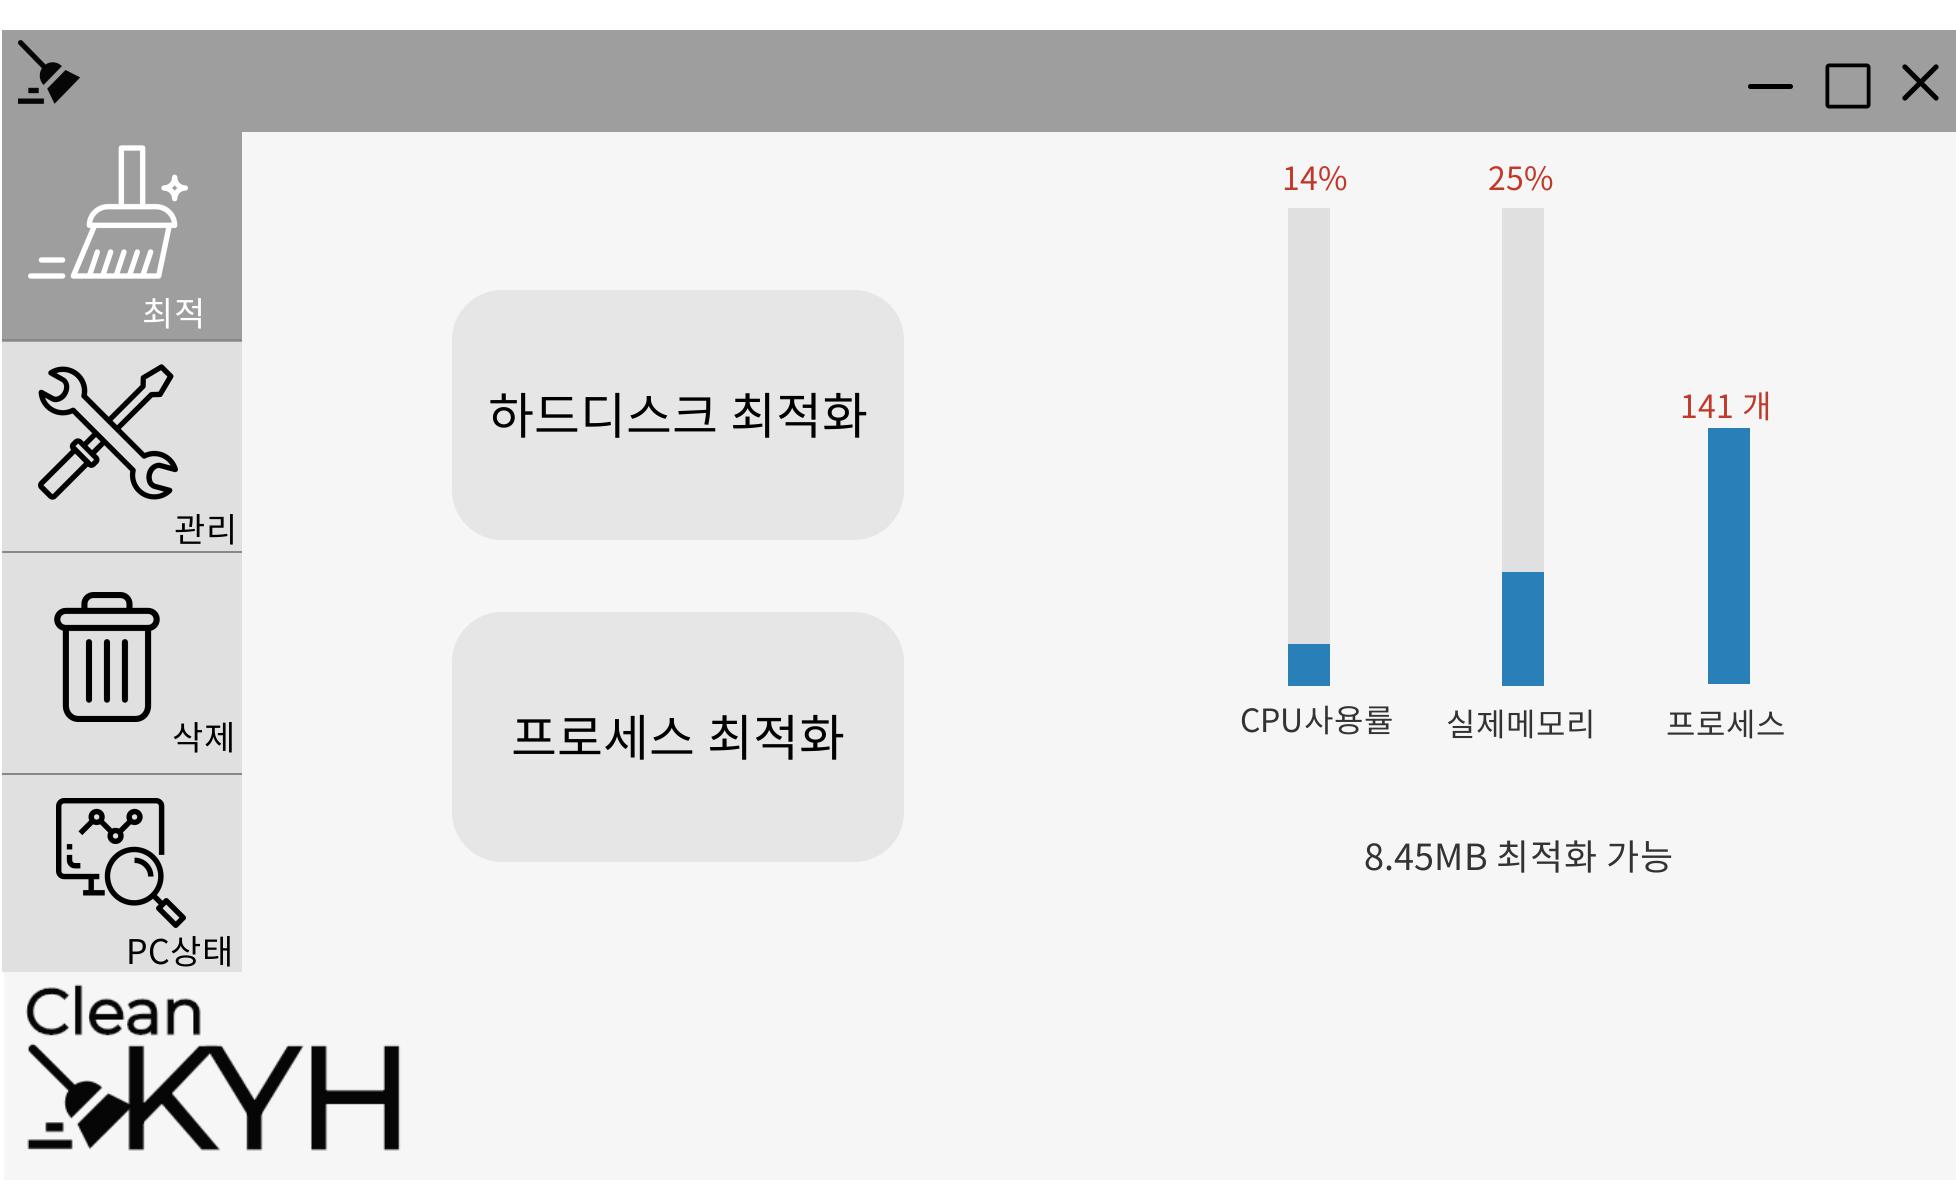 최적
관리
삭제
PC상태
하드디스크 최적화
프로세스 최적화
14%
25%
141 개
CPU사용률
실제메모리
프로세스
8.45MB 최적화 가능
Clean
KYH